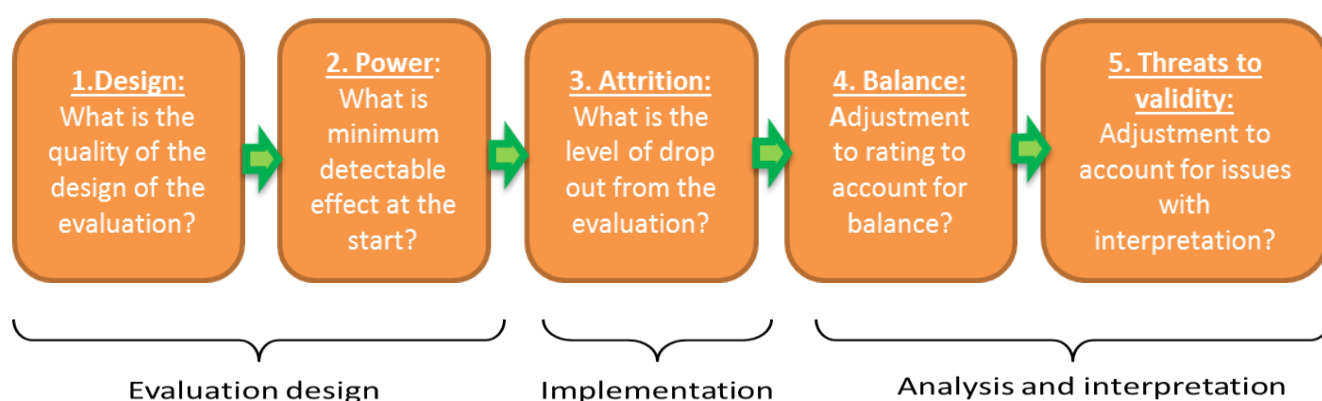 1.Design:
What is the
quality of the
design of the
evaluation?
2. Power:
What is
minimum
detectable
effect at the
start?
3. Attrition:
What is the
level of drop
out from the
evaluation?
4. Balance:
Adjustment
to rating to
account for
balance?
5. Threats to
validity:
Adjustment to
account for issues
with
interpretation?
Evaluation design
Implementation
Analysis and interpretation